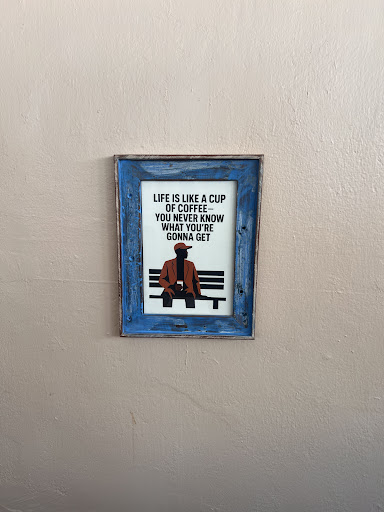 LIFE IS LIKE A CUP
OF COFFEE—
YOU NEVER KNOW
WHAT YOU'RE
GONNA GET